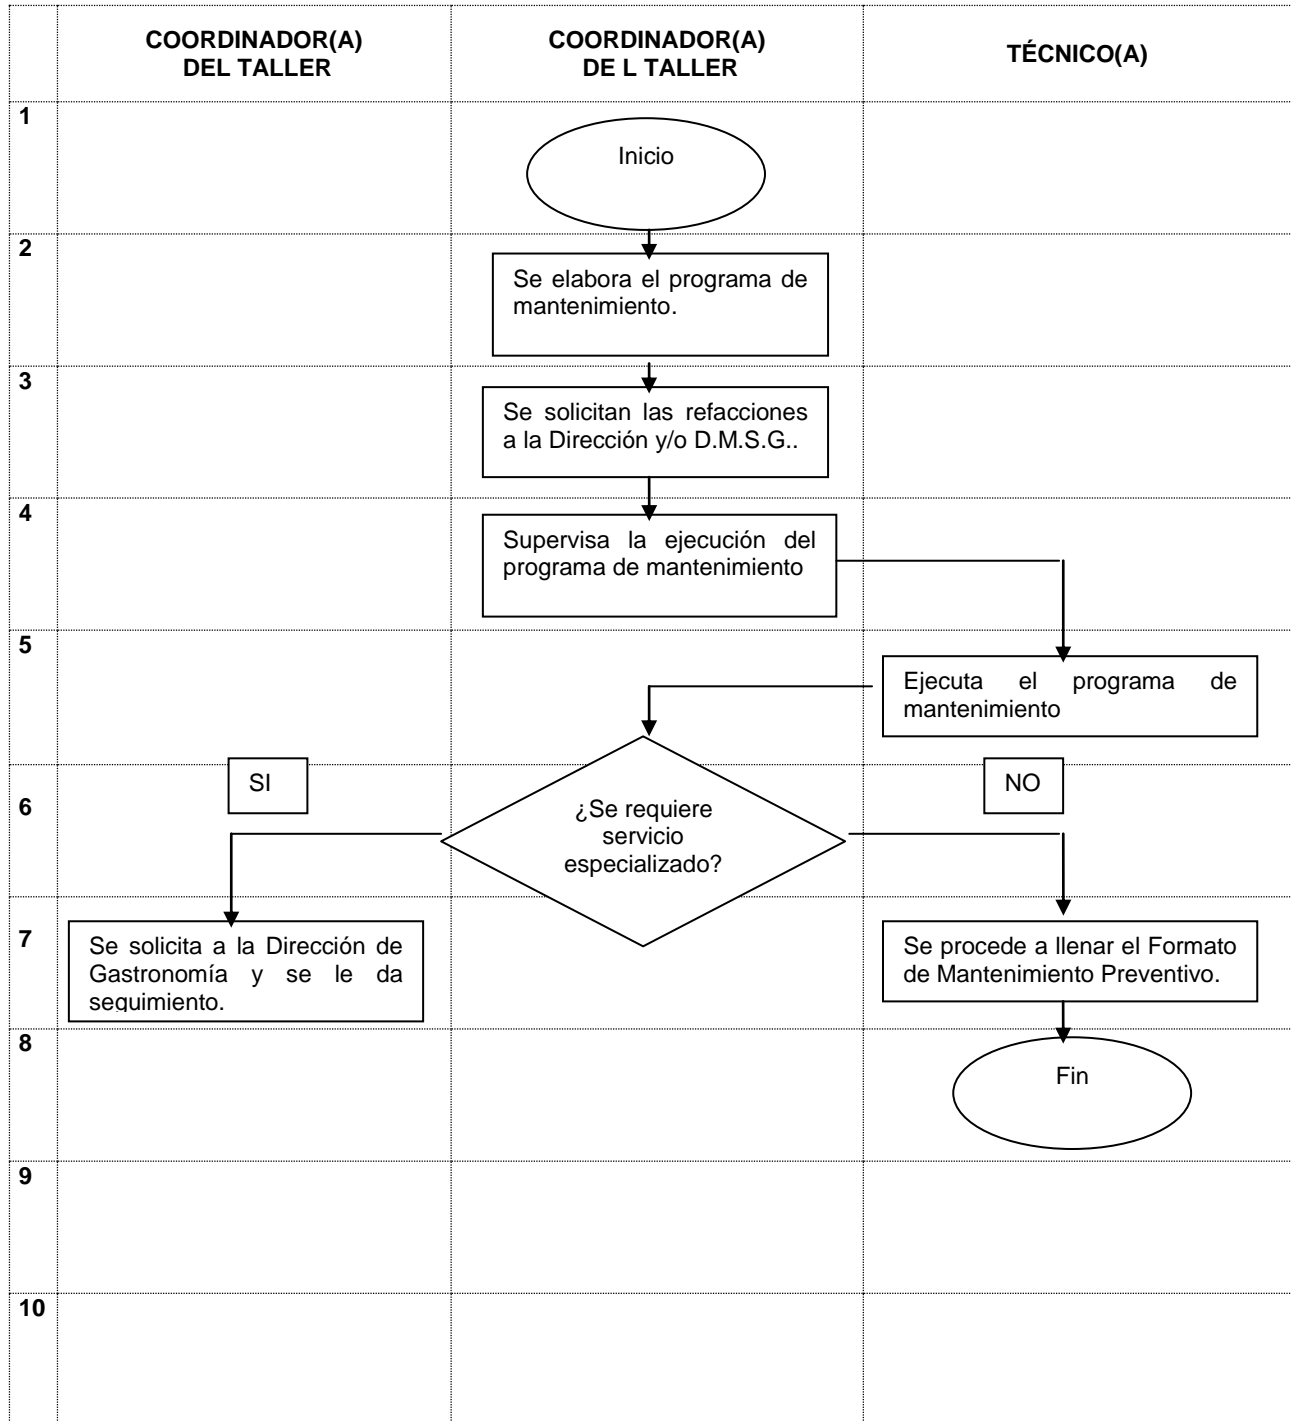 COORDINADOR(A)
DEL TALLER
COORDINADOR(A)
DE L TALLER
TÉCNICO(A)
1
Inicio
2
Se elabora el programa de
mantenimiento.
3
Se solicitan las refacciones
a la Dirección y/o D.M.S.G..
4
Supervisa la ejecución del
programa de mantenimiento
5
Ejecuta el programa de
mantenimiento
SI
NO
6
¿Se requiere
servicio
especializado?
7
Se solicita a la Dirección de
Gastronomía y se le da
seguimiento.
Se procede a llenar el Formato
de Mantenimiento Preventivo.
8
Fin
9
10